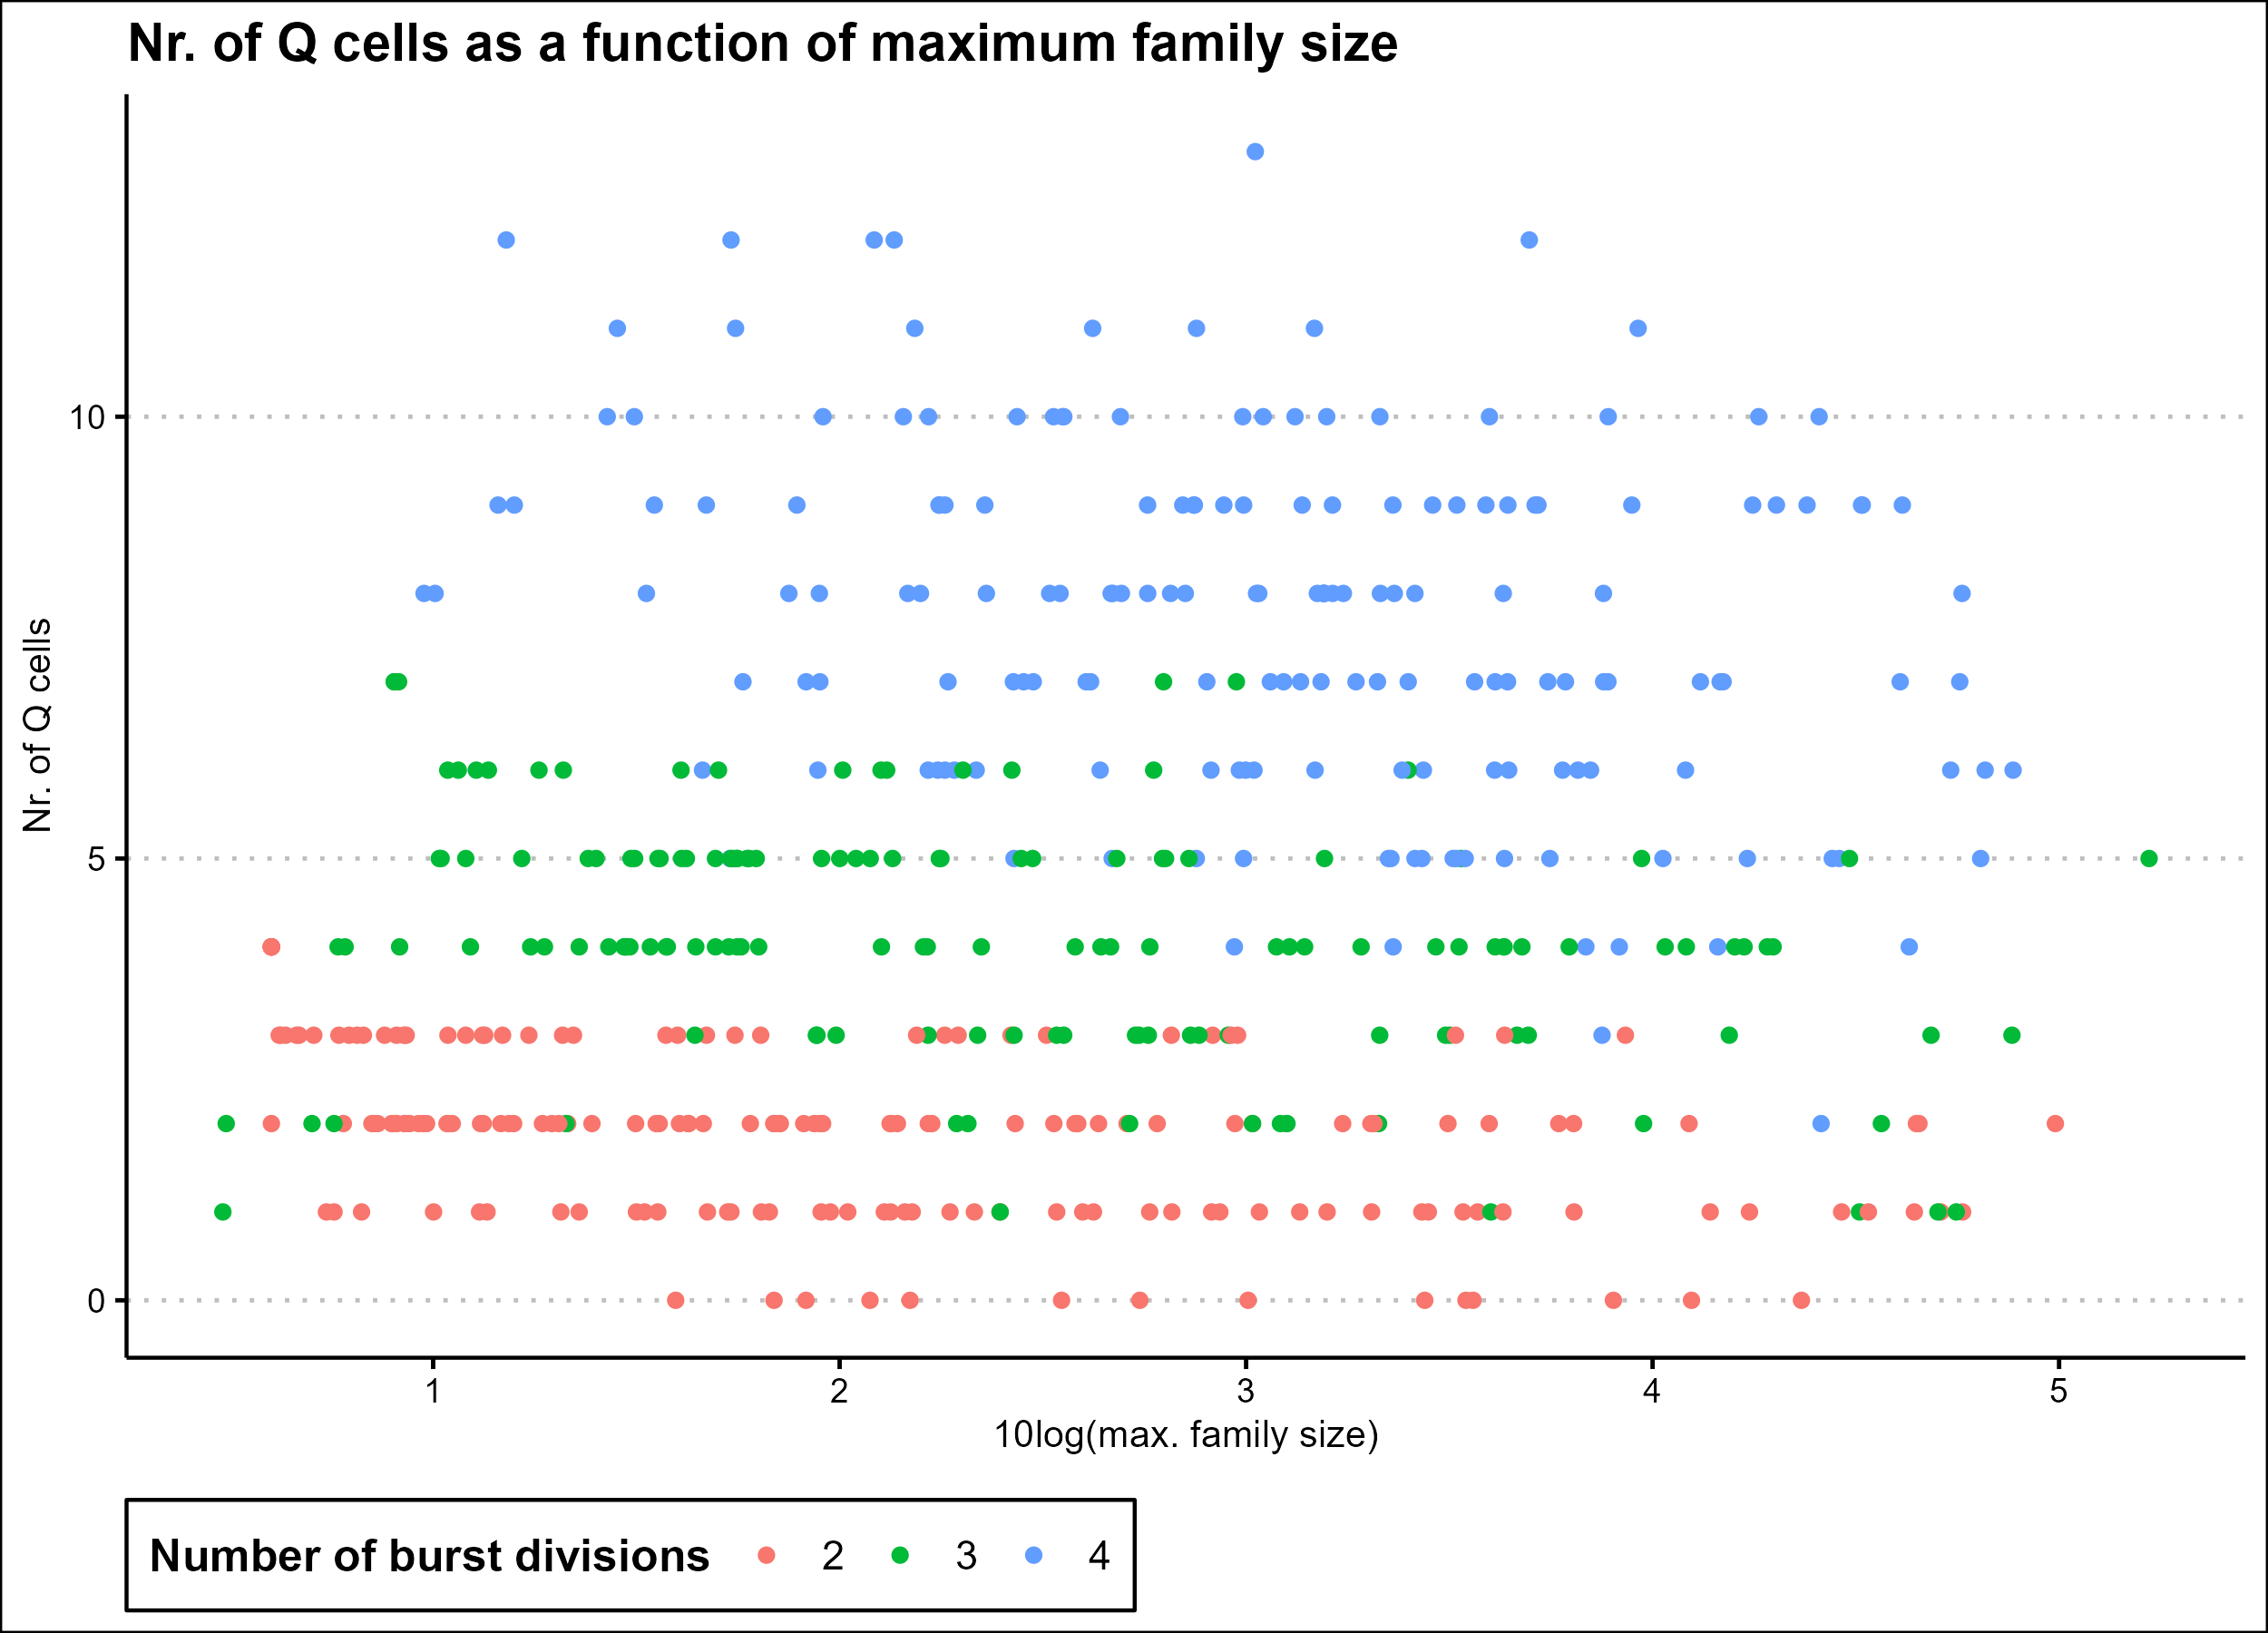 Nr. of Q cells as a function of maximum family size
Nr. of Q cells
10
5
0
1 2 3 4 5
10log(max. family size)
Number of burst divisions 2 3 4